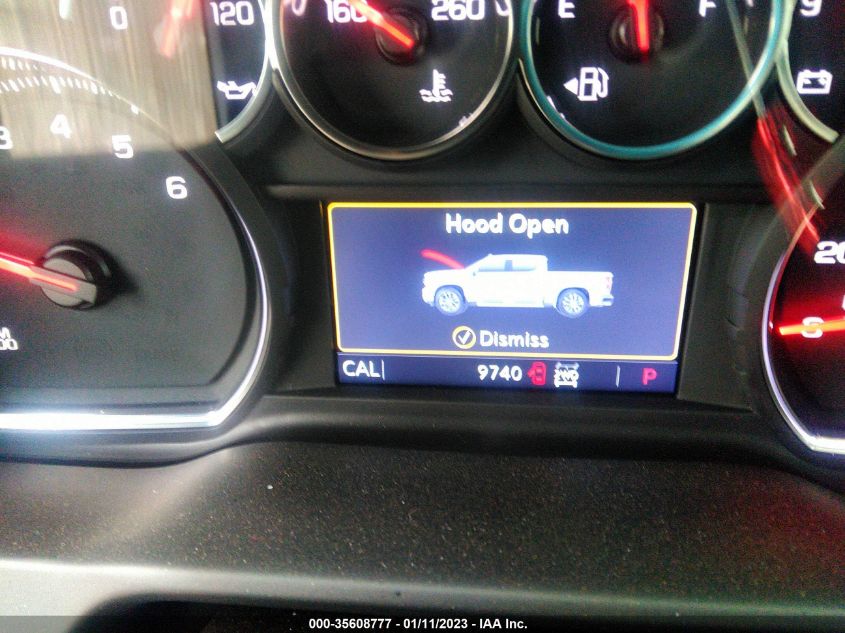 0 120 160 260 E F 9
3 4 5 6
Hood Open
20
Dismiss
CAL 9740 P
000-35608777 - 01/11/2023 - IAA Inc.